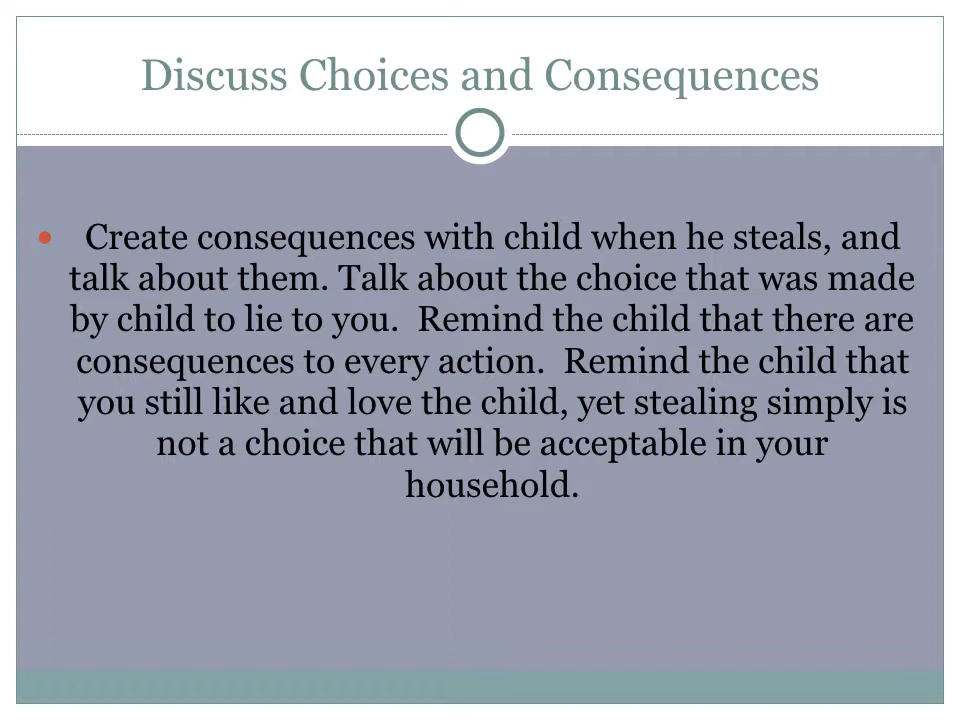 Discuss Choices and Consequences
• Create consequences with child when he steals, and
talk about them. Talk about the choice that was made
by child to lie to you.  Remind the child that there are
consequences to every action.  Remind the child that
you still like and love the child, yet stealing simply is
not a choice that will be acceptable in your
household.